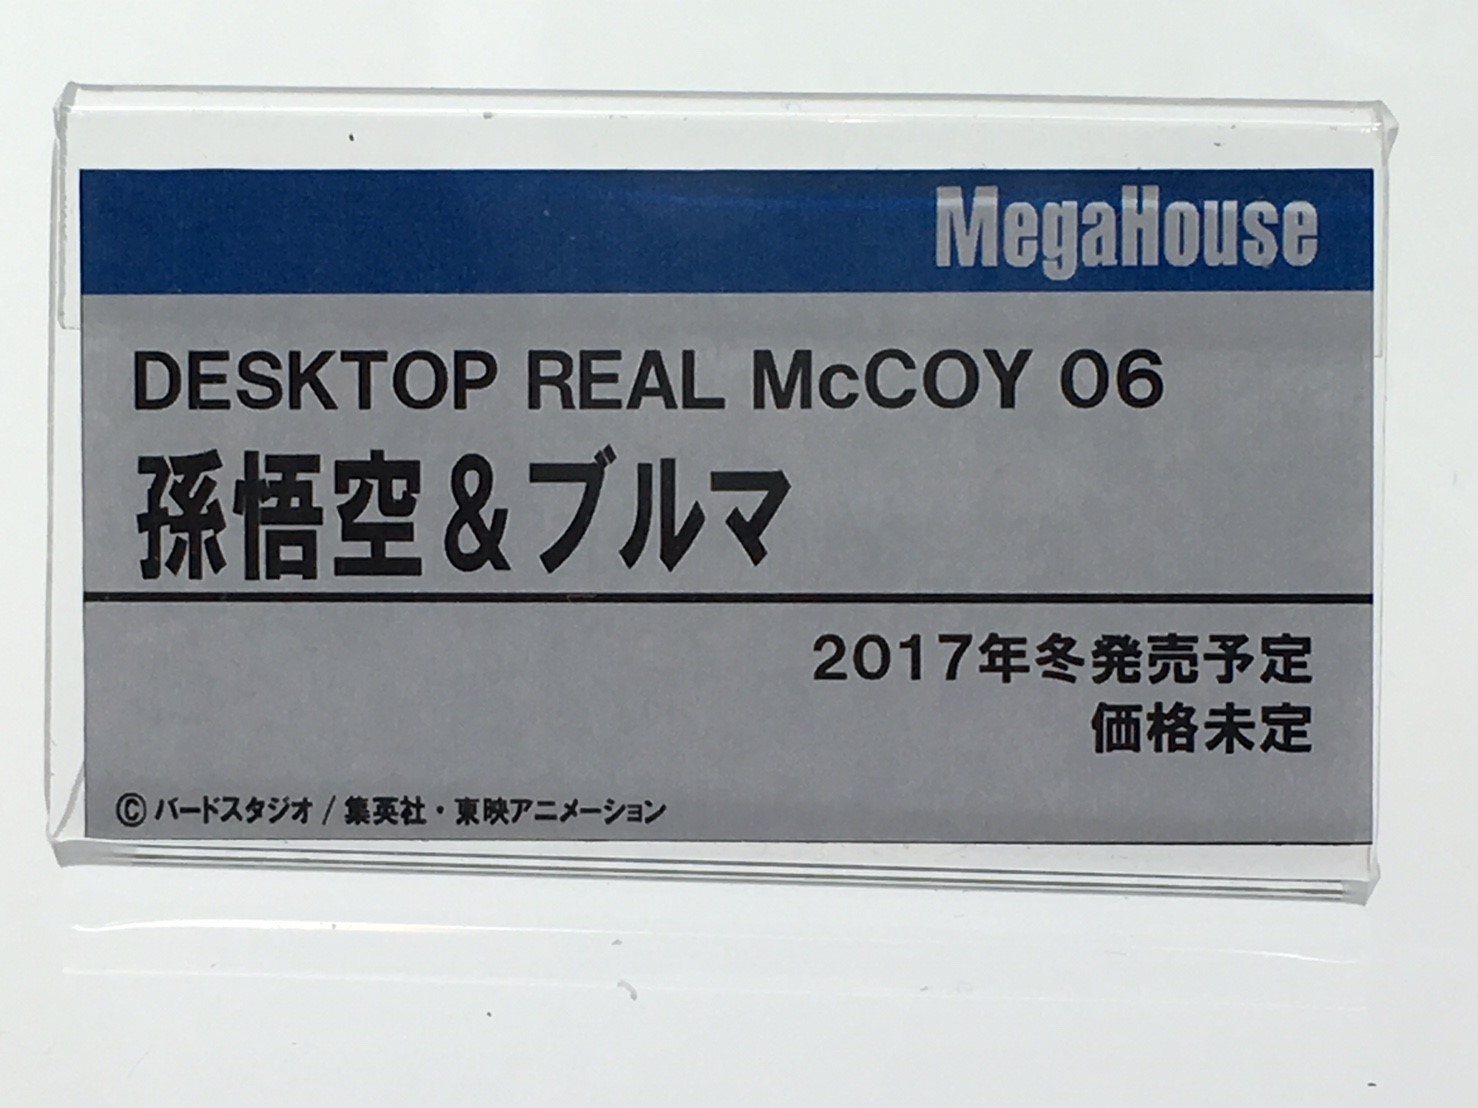 MegaHouse
DESKTOP REAL McCOY 06
孫悟空＆ブルマ
2017年冬発売予定
価格未定
© バードスタジオ / 集英社・東映アニメーション